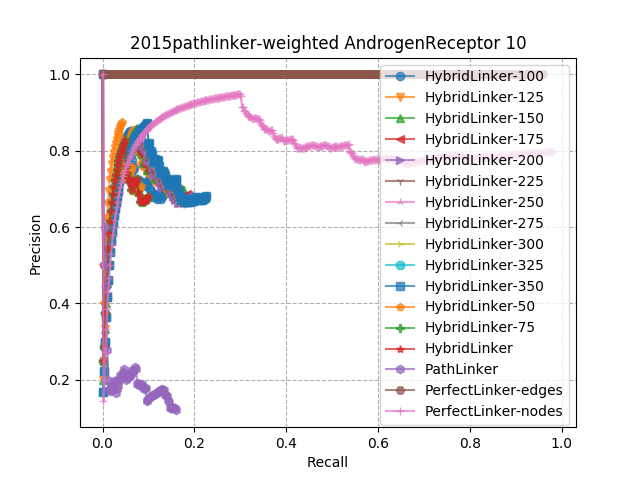 2015pathlinker-weighted AndrogenReceptor 10
Precision
1.0
0.8
0.6
0.4
0.2
0.0
0.2
0.4
0.6
0.8
1.0
Recall
HybridLinker-100
HybridLinker-125
HybridLinker-150
HybridLinker-175
HybridLinker-200
HybridLinker-225
HybridLinker-250
HybridLinker-275
HybridLinker-300
HybridLinker-325
HybridLinker-350
HybridLinker-50
HybridLinker-75
HybridLinker
PathLinker
PerfectLinker-edges
PerfectLinker-nodes